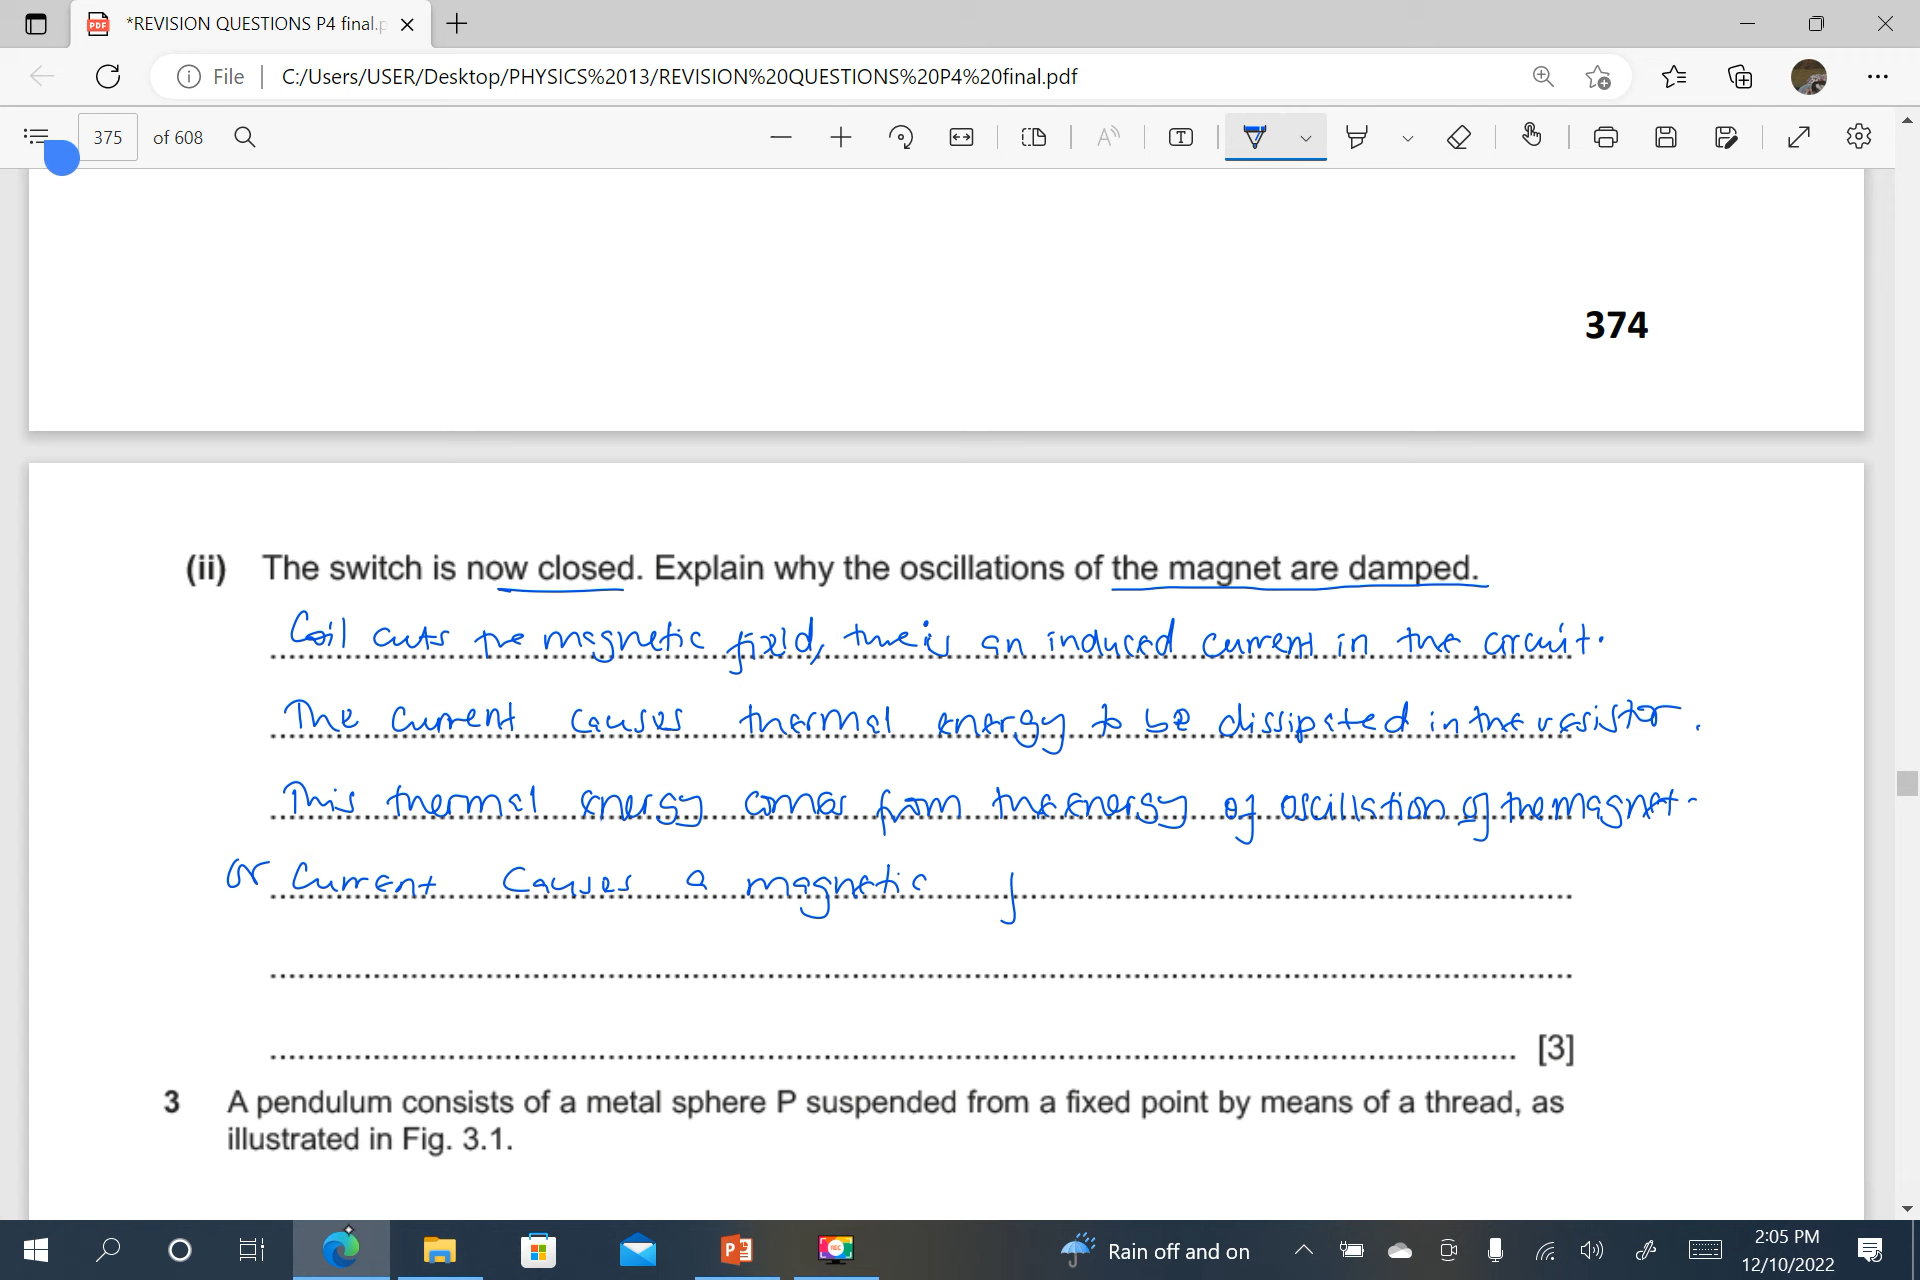 *REVISION QUESTIONS P4 final.p
File C:/Users/USER/Desktop/PHYSICS%2013/REVISION%20QUESTIONS%20P4%20final.pdf
375 of 608
374
(ii) The switch is now closed. Explain why the oscillations of the magnet are damped.
Coil cuts the magnetic field, there is an induced current in the circuit.
The current causes thermal energy to be dissipated in the resistor.
This thermal energy comes from the energy of oscillation of the magnet.
or current causes a magnetic f
[3]
3 A pendulum consists of a metal sphere P suspended from a fixed point by means of a thread, as
illustrated in Fig. 3.1.
Rain off and on
2:05 PM
12/10/2022